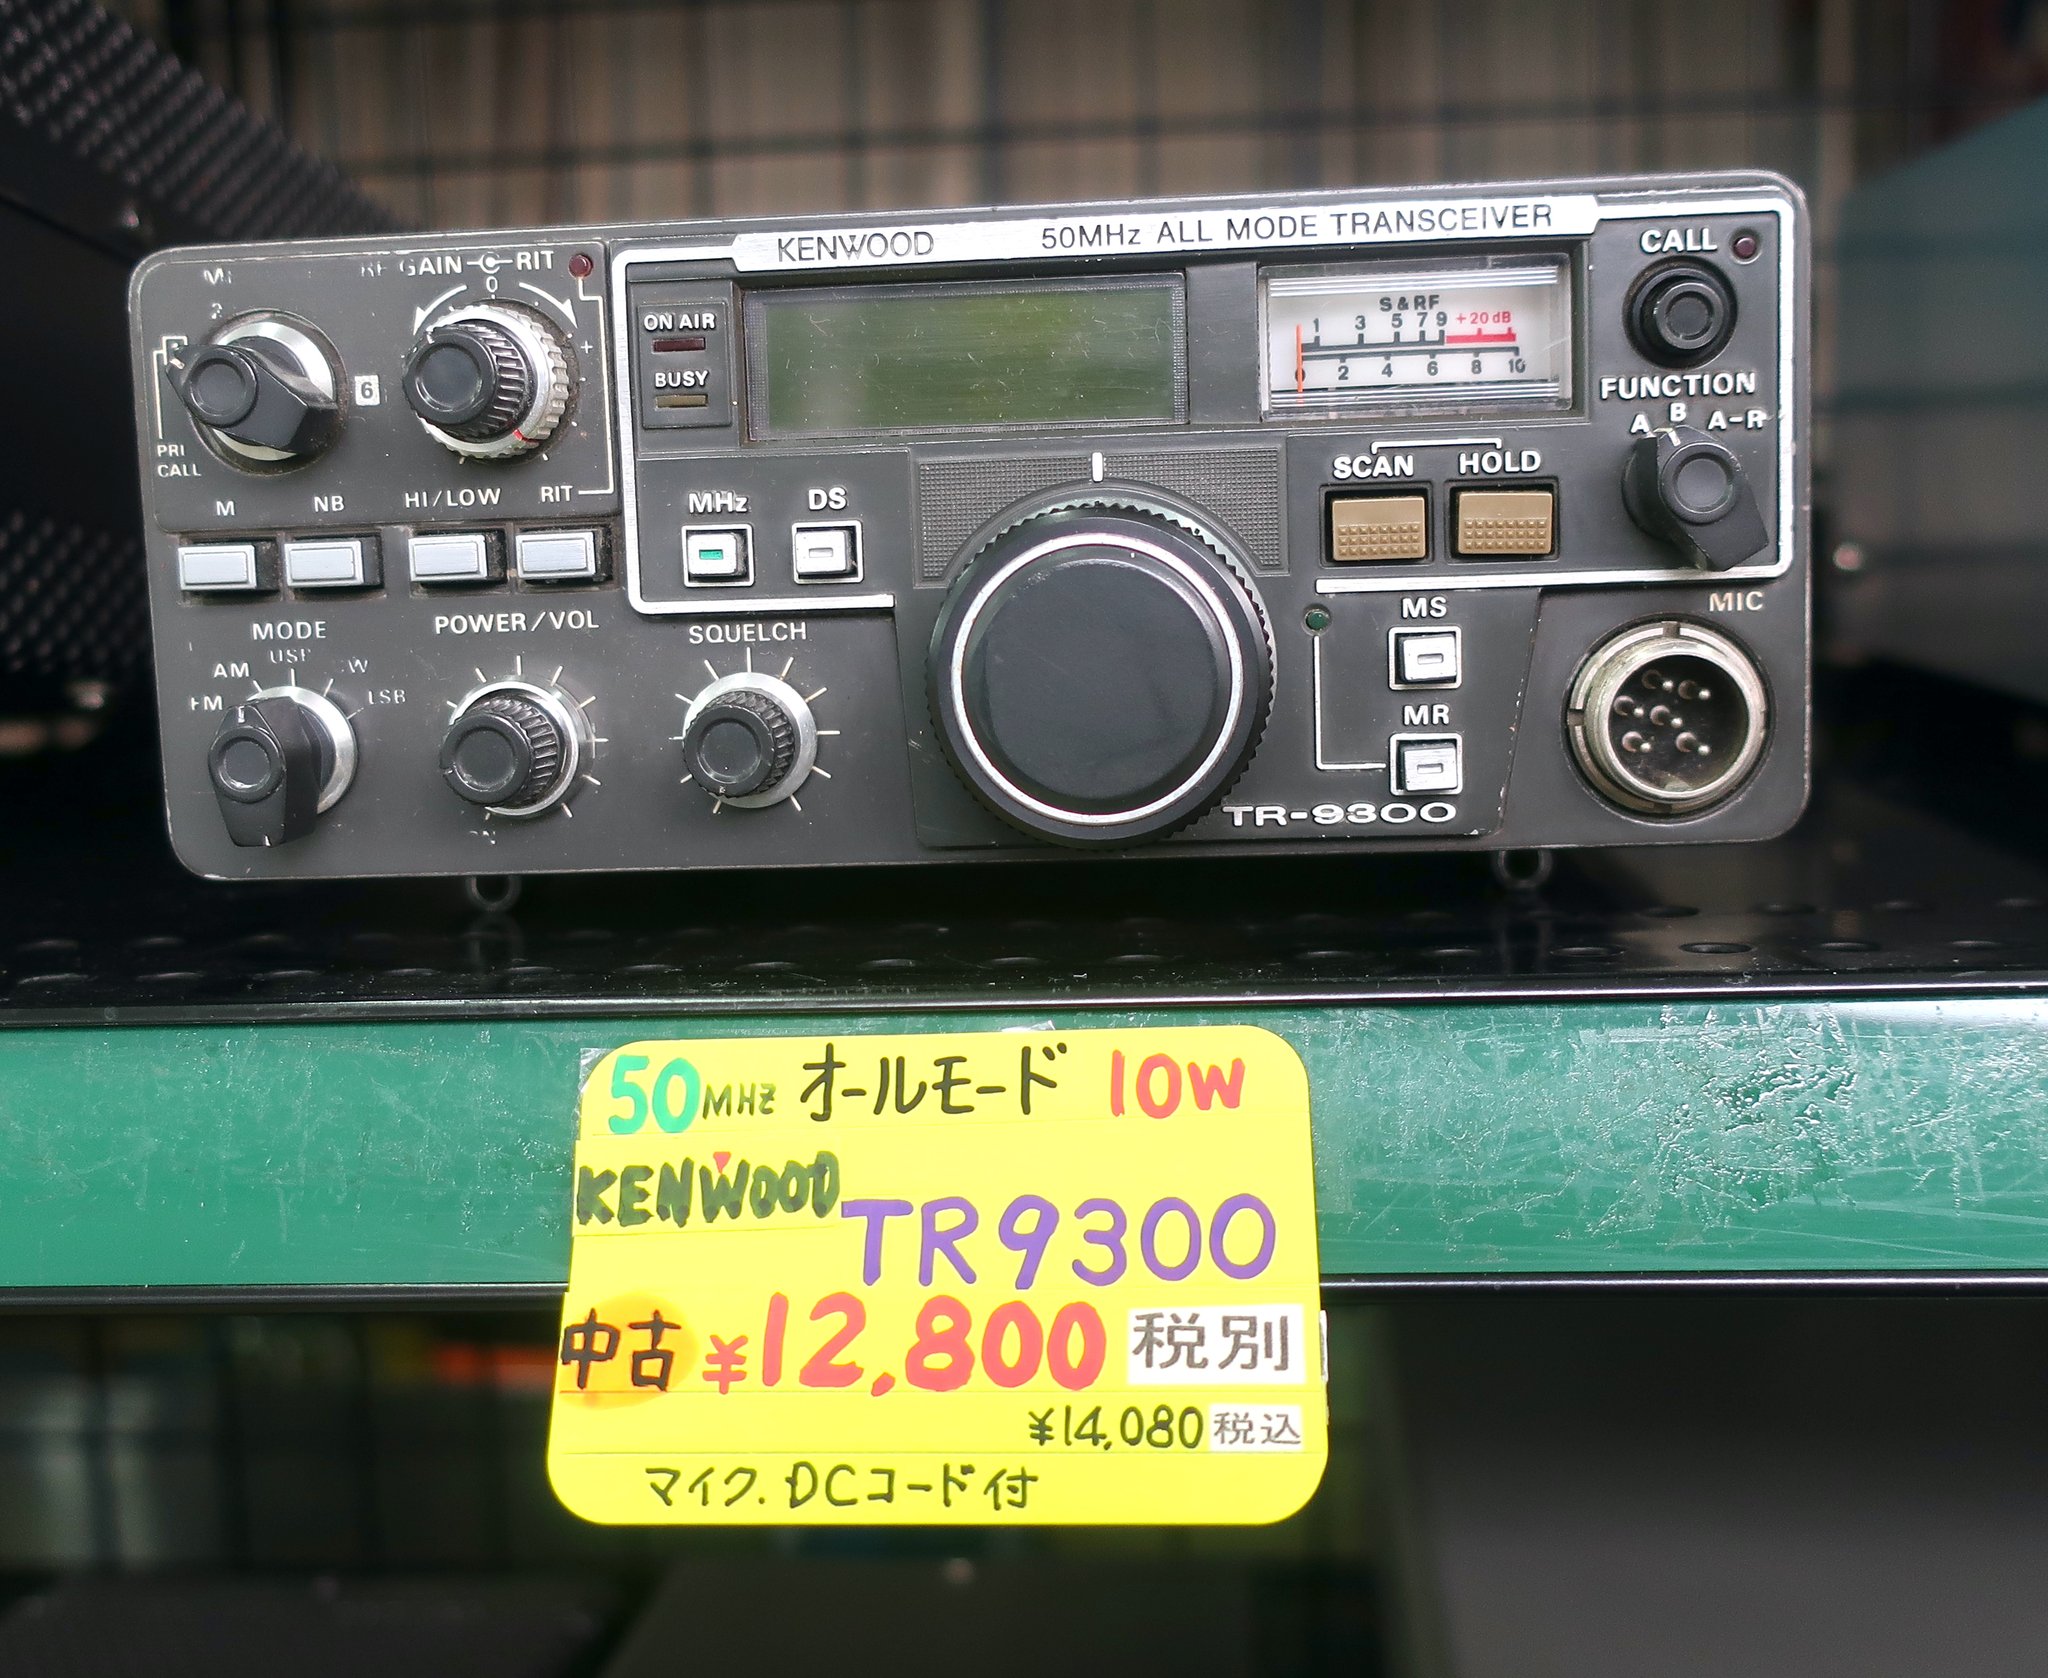 KENWOOD 50MHz ALL MODE TRANSCEIVER
GAIN RIT
0
+
6
PRI
CALL
M NB HI/LOW RIT
ON AIR
BUSY
S & RF
1 3 5 7 9 +20 dB
0 2 4 6 8 10
CALL
FUNCTION
A B A-R
MHz DS
SCAN HOLD
MODE
AM USB
FM LSB
POWER/VOL
SQUELCH
MS
MR
MIC
TR-9300
50MHz オールモード 10W
KENWOOD TR9300
中古 ¥12,800 税別
¥14,080 税込
マイク.DCコード付